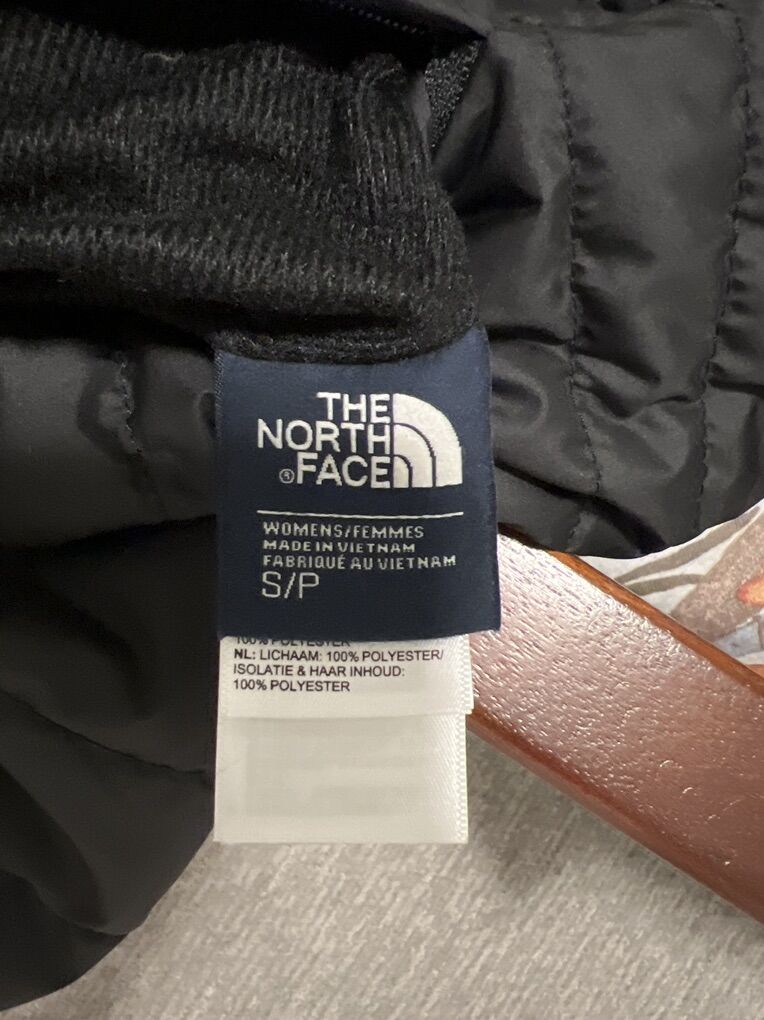 THE
NORTH
®FACE
WOMENS/FEMMES
MADE IN VIETNAM
FABRIQUÉ AU VIETNAM
S/P
100% POLYESTER
NL: LICHAAM: 100% POLYESTER/
ISOLATIE & HAAR INHOUD:
100% POLYESTER